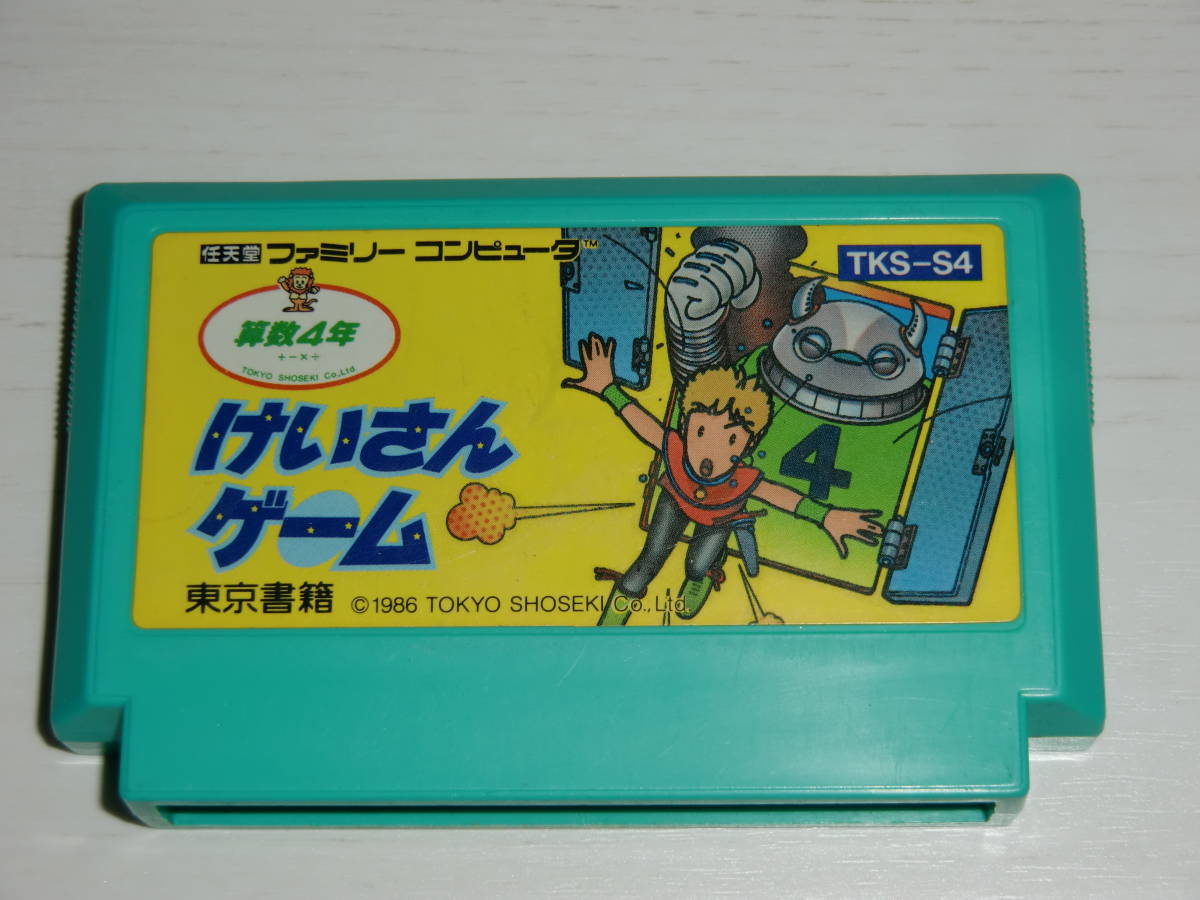 任天堂 ファミリー コンピュータ™
TKS-S4
算数4年
+-×÷
TOKYO SHOSEKI Co.,Ltd.
けいさん
ゲーム
4
東京書籍 ©1986 TOKYO SHOSEKI Co., Ltd.